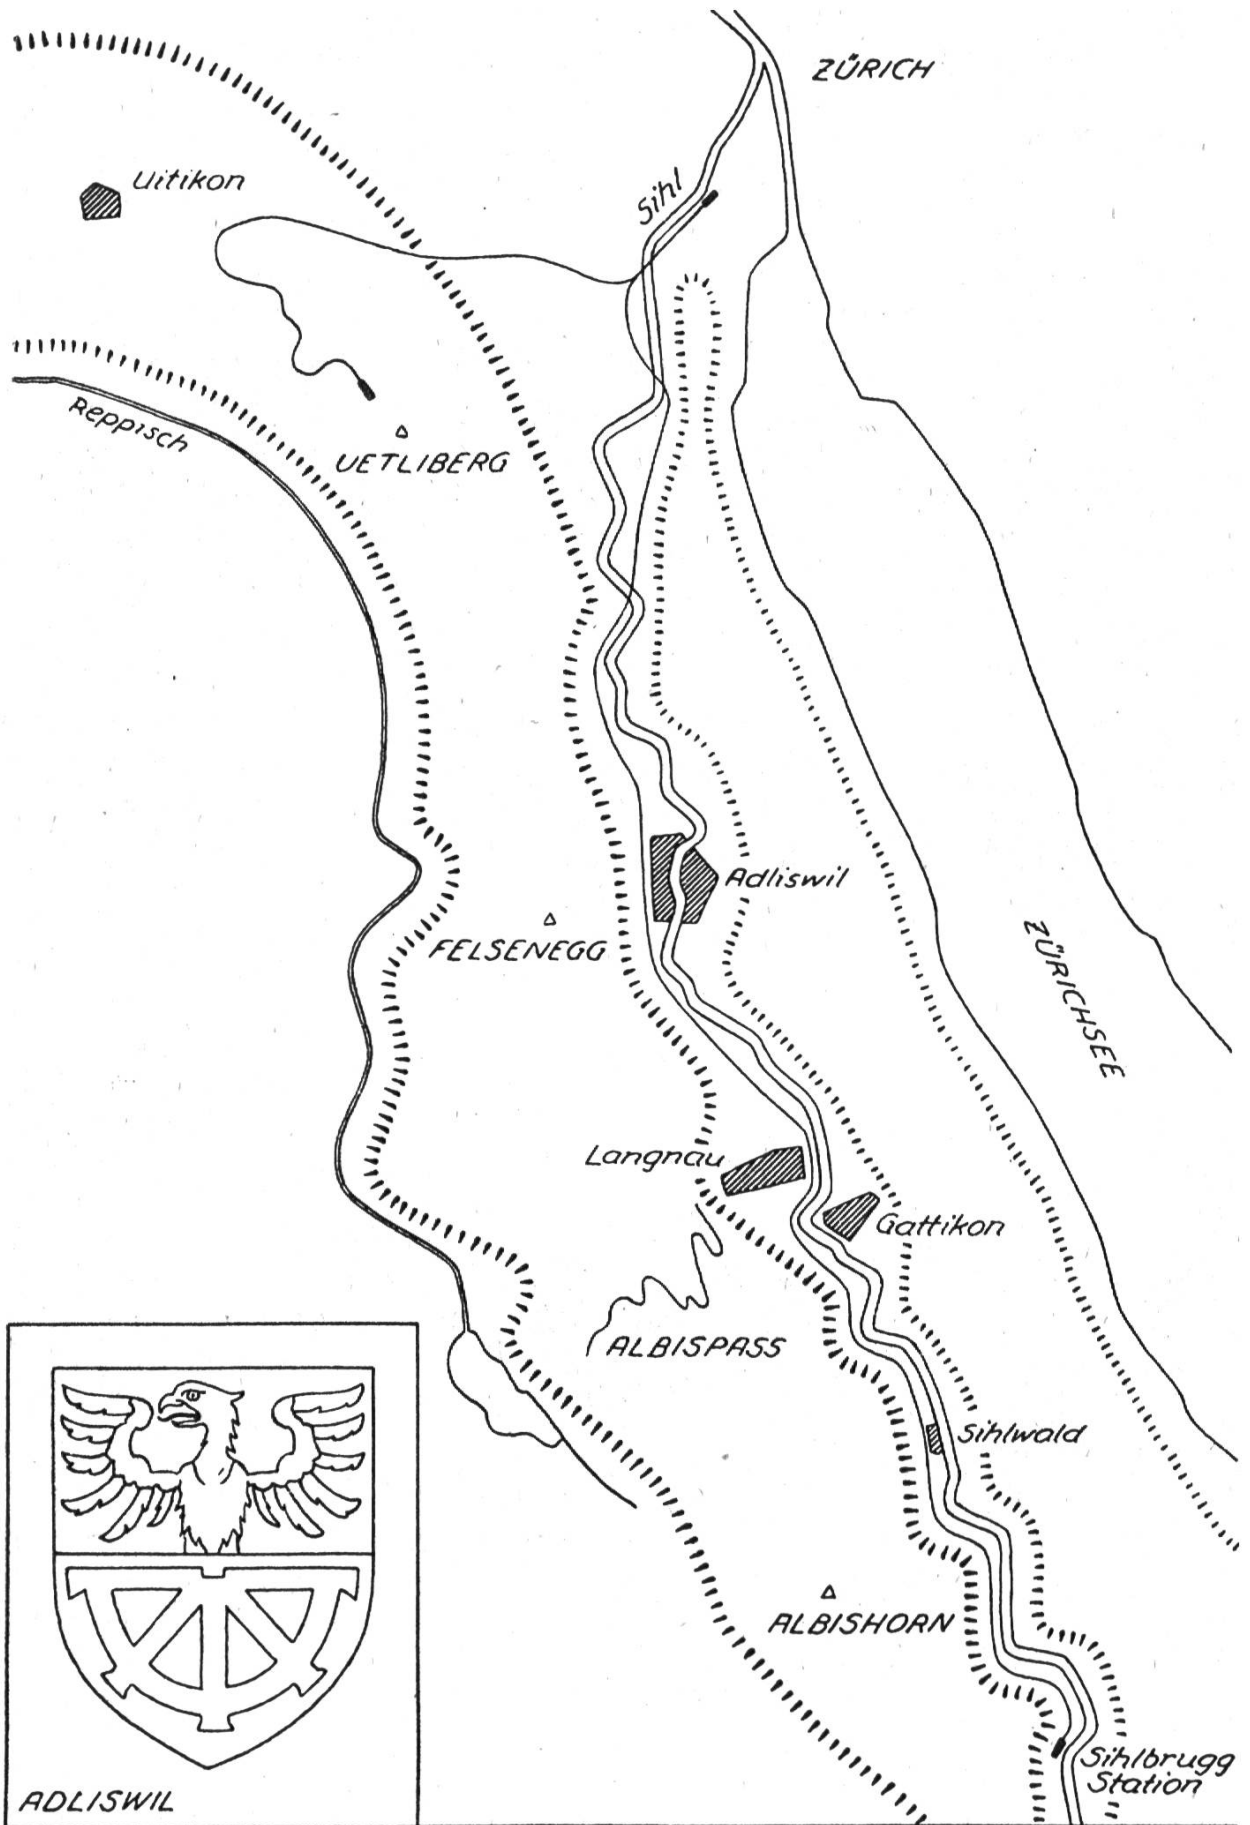 ZÜRICH
Uitikon
Sihl
Reppisch
UETLIBERG
Adliswil
FELSENEGG
ZÜRICHSEE
Langnau
Gattikon
ALBISPASS
Sihlwald
ALBISHORN
Sihlbrugg
Station
ADLISWIL